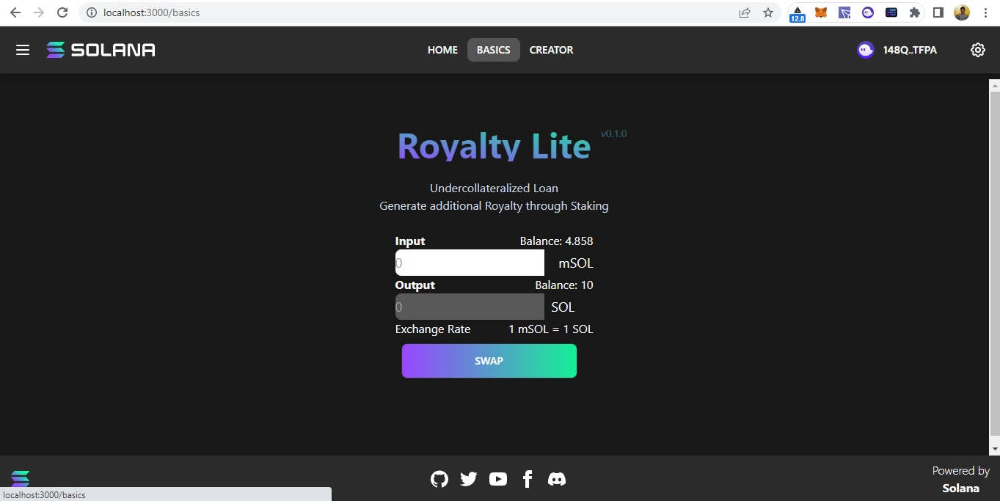 localhost:3000/basics
12.8
SOLANA
HOME BASICS CREATOR
148Q..TFPA
Royalty Lite v0.1.0
Undercollateralized Loan
Generate additional Royalty through Staking
Input Balance: 4.858
0 mSOL
Output Balance: 10
0 SOL
Exchange Rate 1 mSOL = 1 SOL
SWAP
Powered by
Solana
localhost:3000/basics